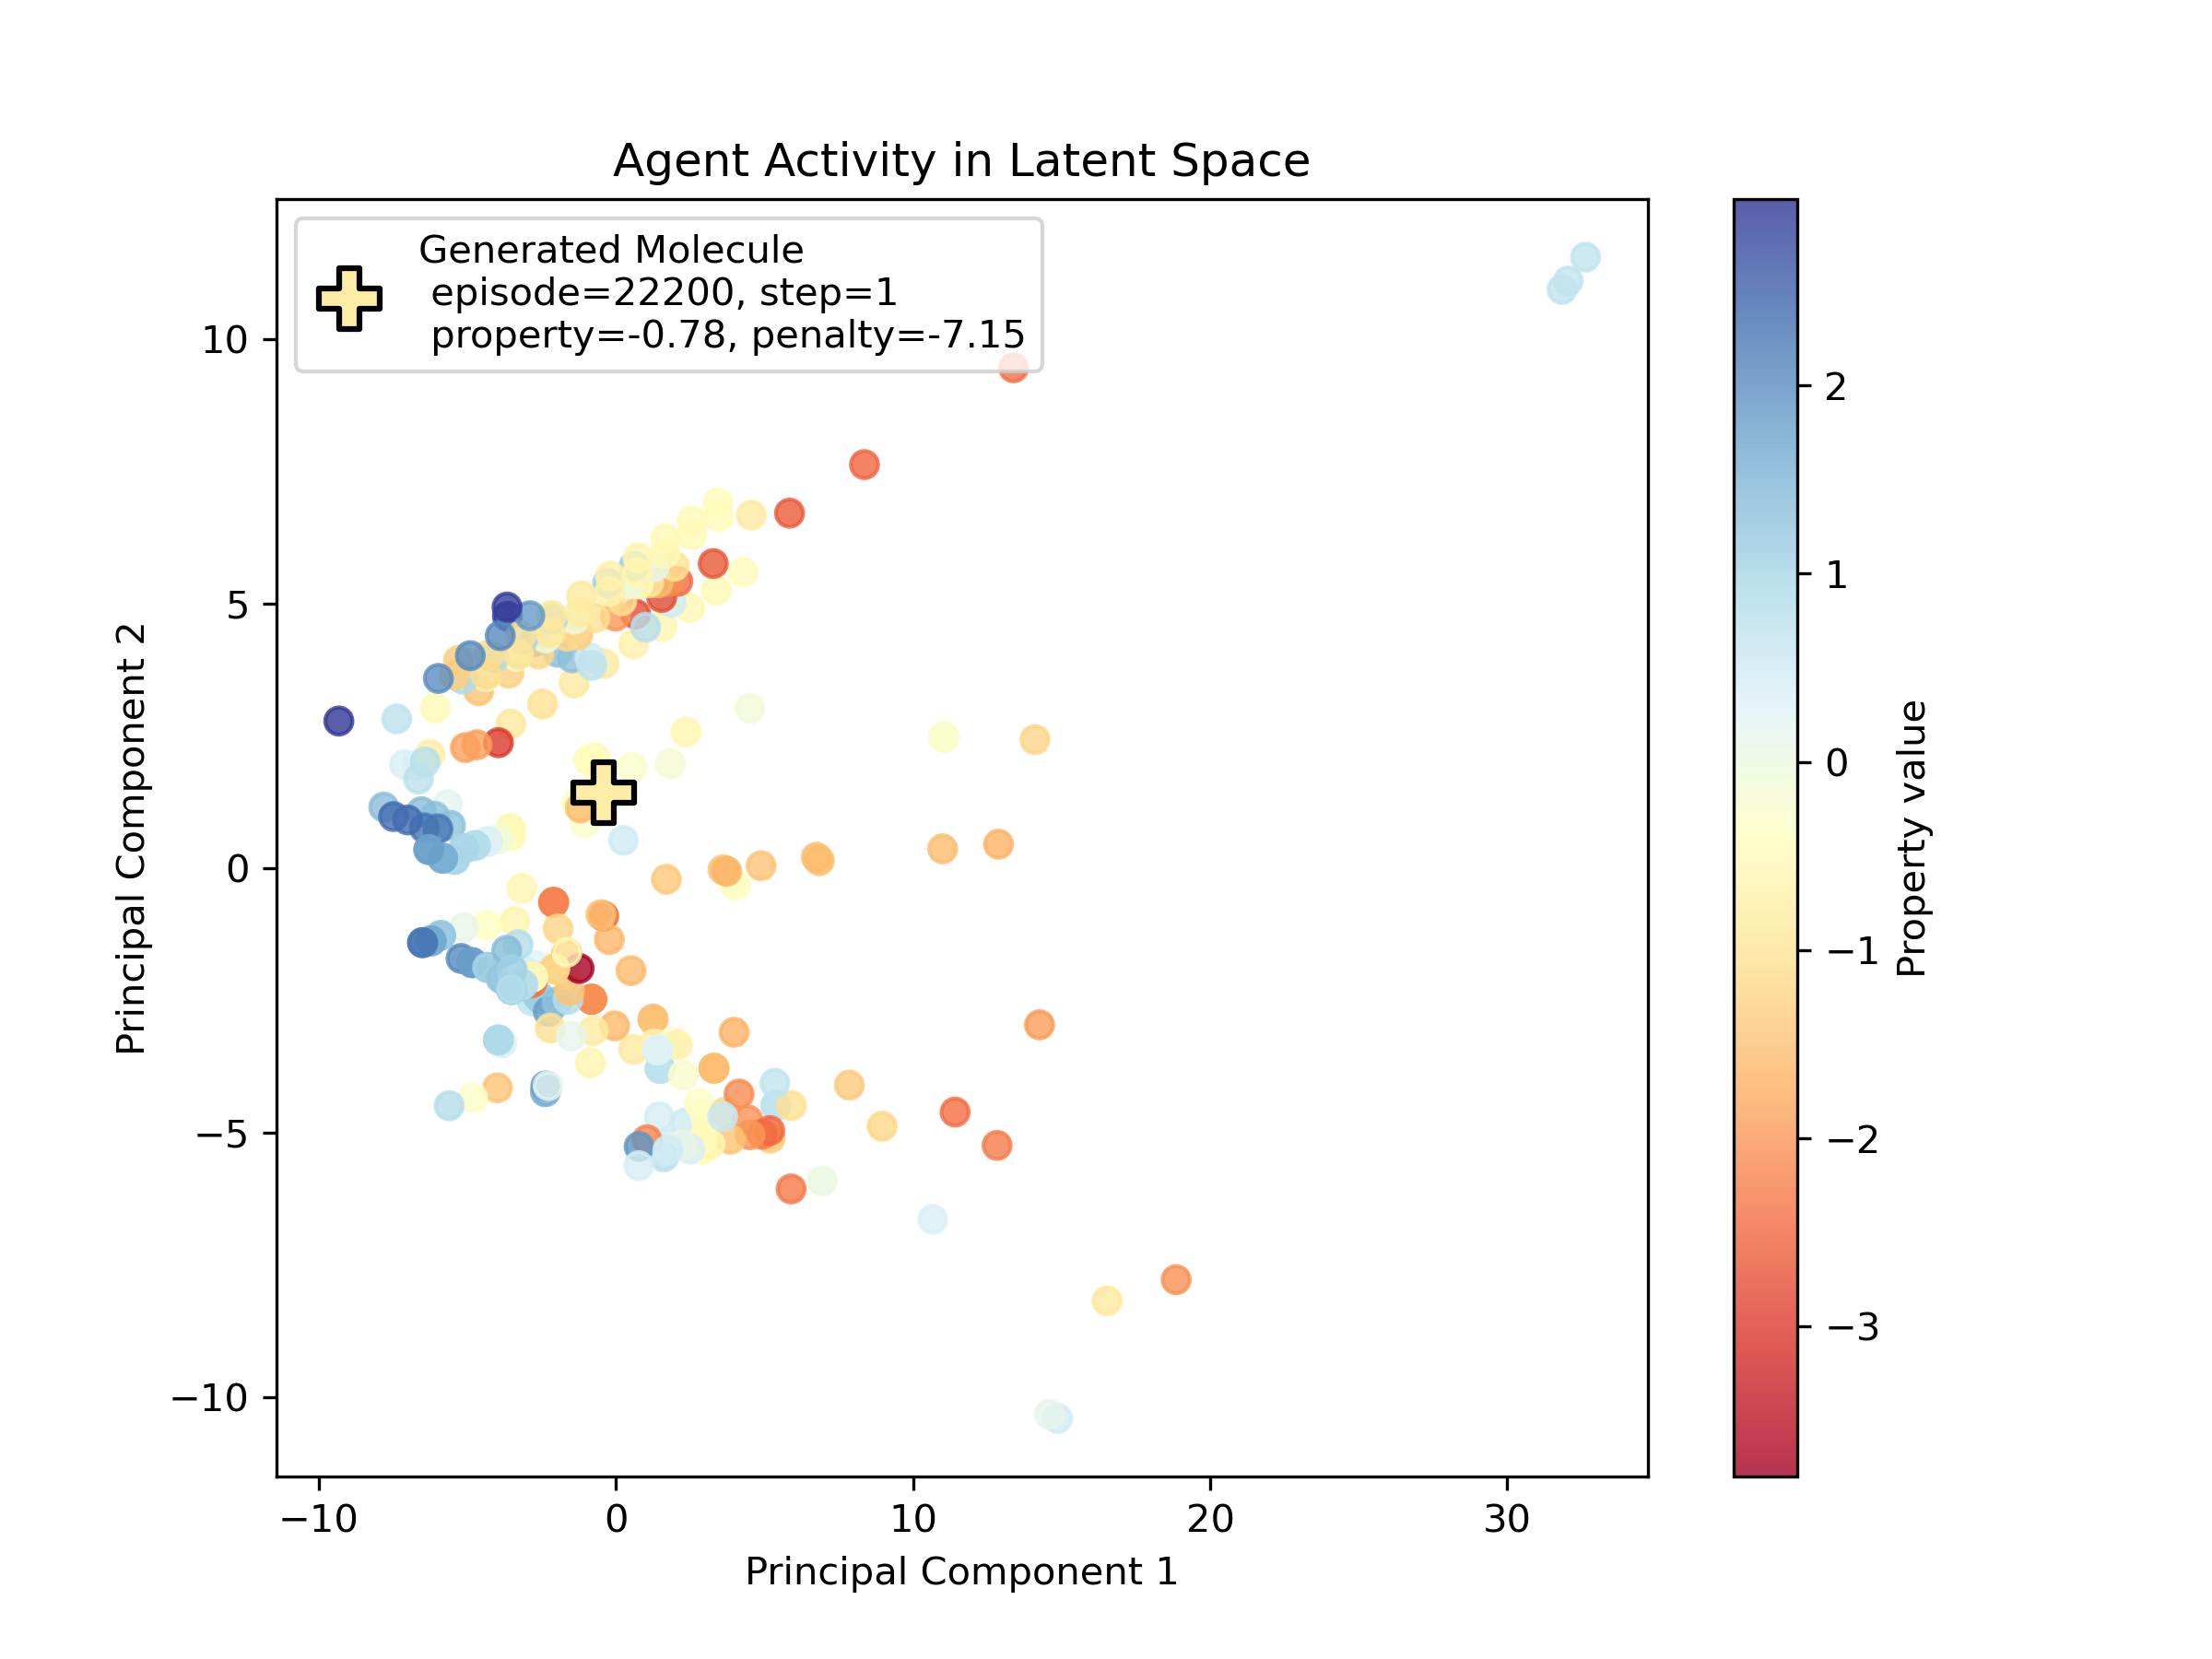 Agent Activity in Latent Space
Generated Molecule
episode=22200, step=1
property=-0.78, penalty=-7.15
10
5
0
−5
−10
Principal Component 2
−10
0
10
20
30
Principal Component 1
2
1
0
−1
−2
−3
Property value